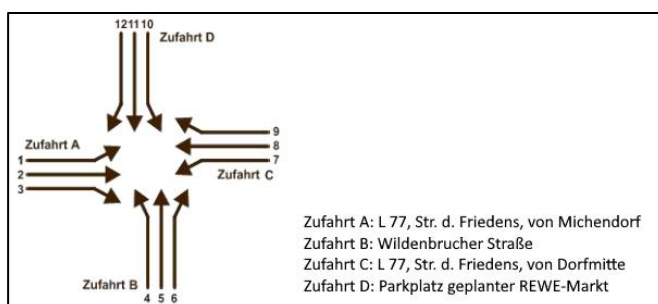 12 11 10
Zufahrt D
Zufahrt A
9
1
8
2
7
3
Zufahrt C
Zufahrt B
4 5 6
Zufahrt A: L 77, Str. d. Friedens, von Michendorf
Zufahrt B: Wildenbrucher Straße
Zufahrt C: L 77, Str. d. Friedens, von Dorfmitte
Zufahrt D: Parkplatz geplanter REWE-Markt